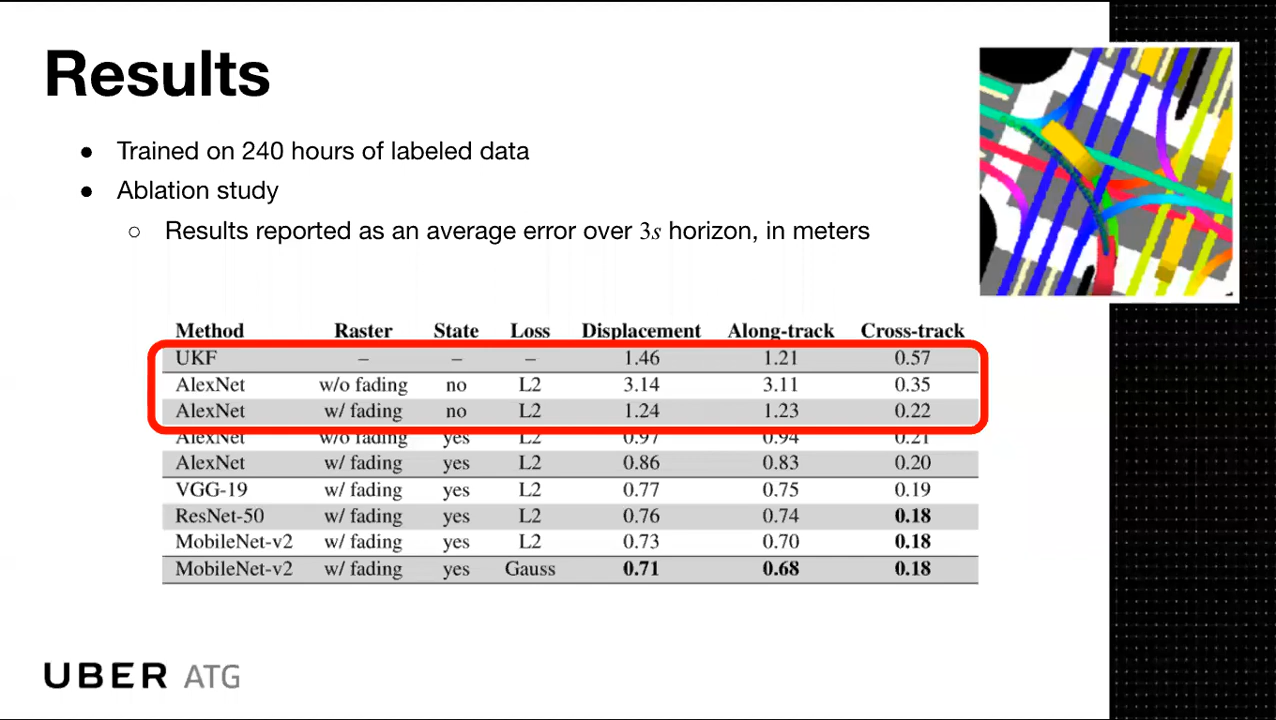 Results
● Trained on 240 hours of labeled data
● Ablation study
○ Results reported as an average error over 3s horizon, in meters
Method Raster State Loss Displacement Along-track Cross-track
UKF – – – 1.46 1.21 0.57
AlexNet w/o fading no L2 3.14 3.11 0.35
AlexNet w/ fading no L2 1.24 1.23 0.22
AlexNet w/o fading yes L2 0.97 0.94 0.21
AlexNet w/ fading yes L2 0.86 0.83 0.20
VGG-19 w/ fading yes L2 0.77 0.75 0.19
ResNet-50 w/ fading yes L2 0.76 0.74 0.18
MobileNet-v2 w/ fading yes L2 0.73 0.70 0.18
MobileNet-v2 w/ fading yes Gauss 0.71 0.68 0.18
UBER ATG